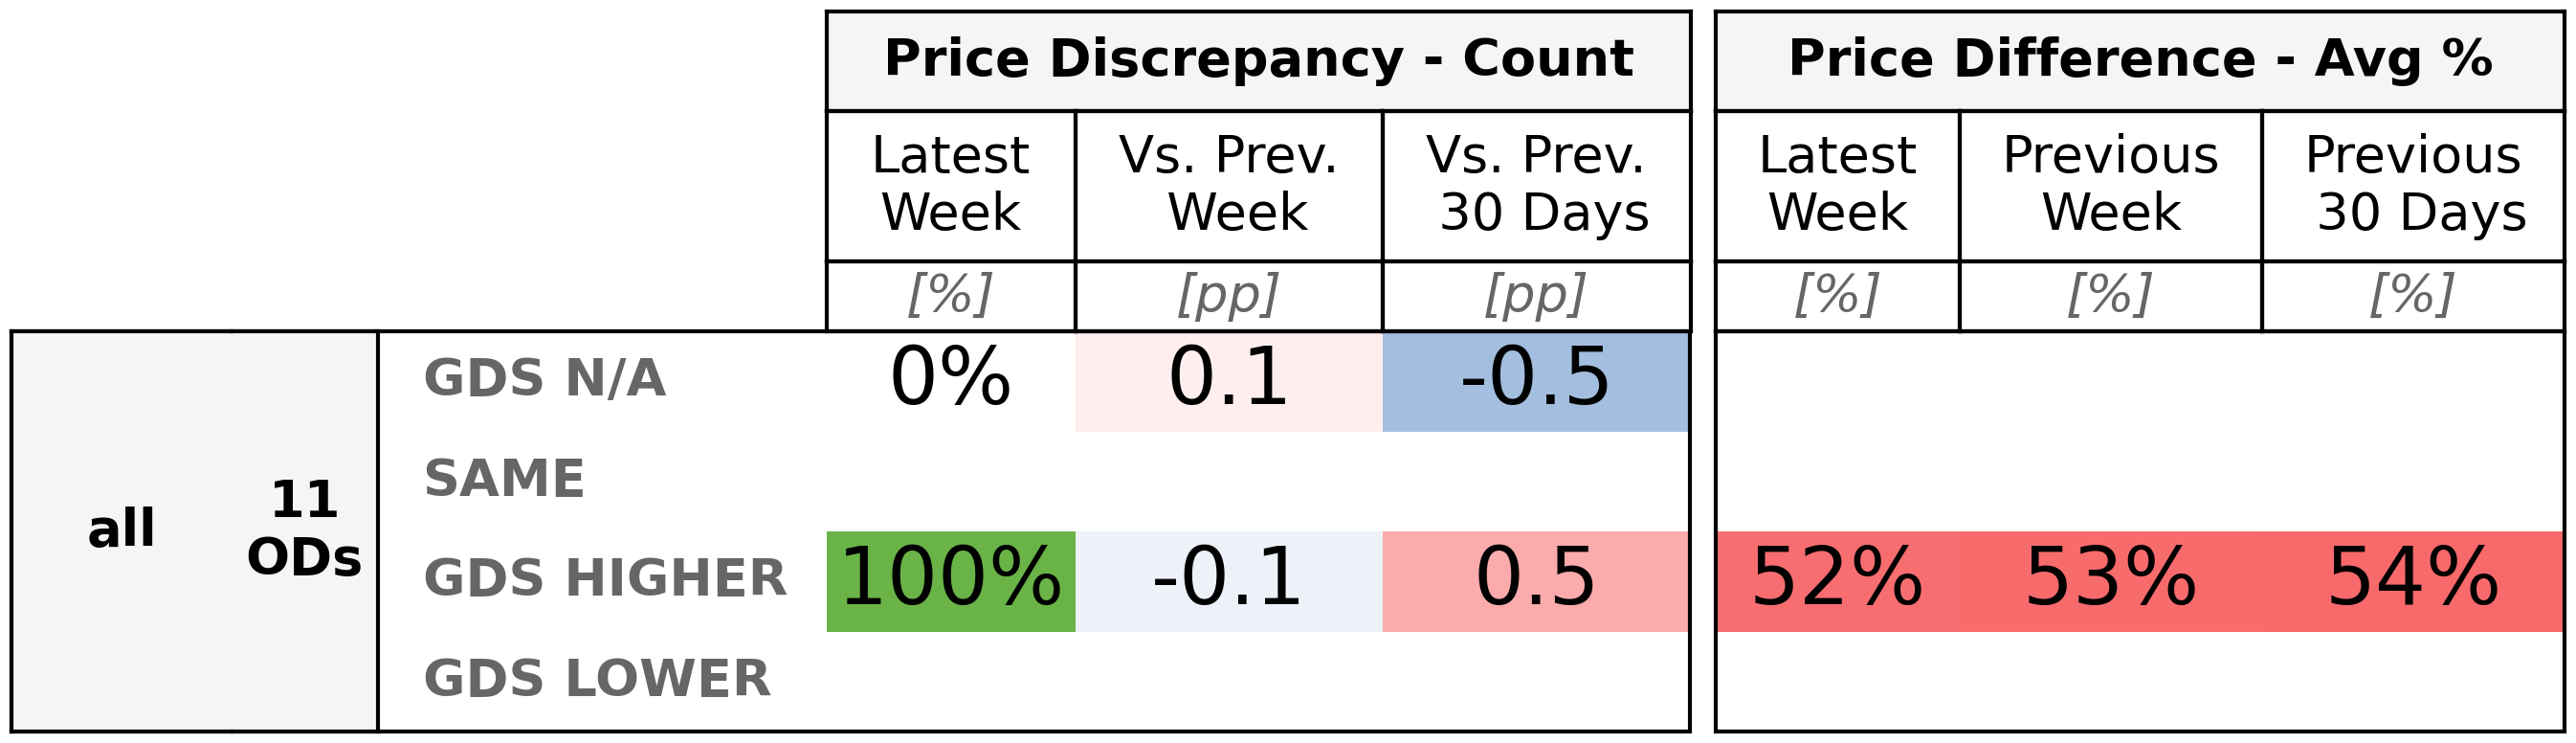 Price Discrepancy - Count
Price Difference - Avg %
Latest Week
Vs. Prev. Week
Vs. Prev. 30 Days
Latest Week
Previous Week
Previous 30 Days
[%]
[pp]
[pp]
[%]
[%]
[%]
all
11 ODs
GDS N/A
0%
0.1
-0.5
SAME
GDS HIGHER
100%
-0.1
0.5
52%
53%
54%
GDS LOWER